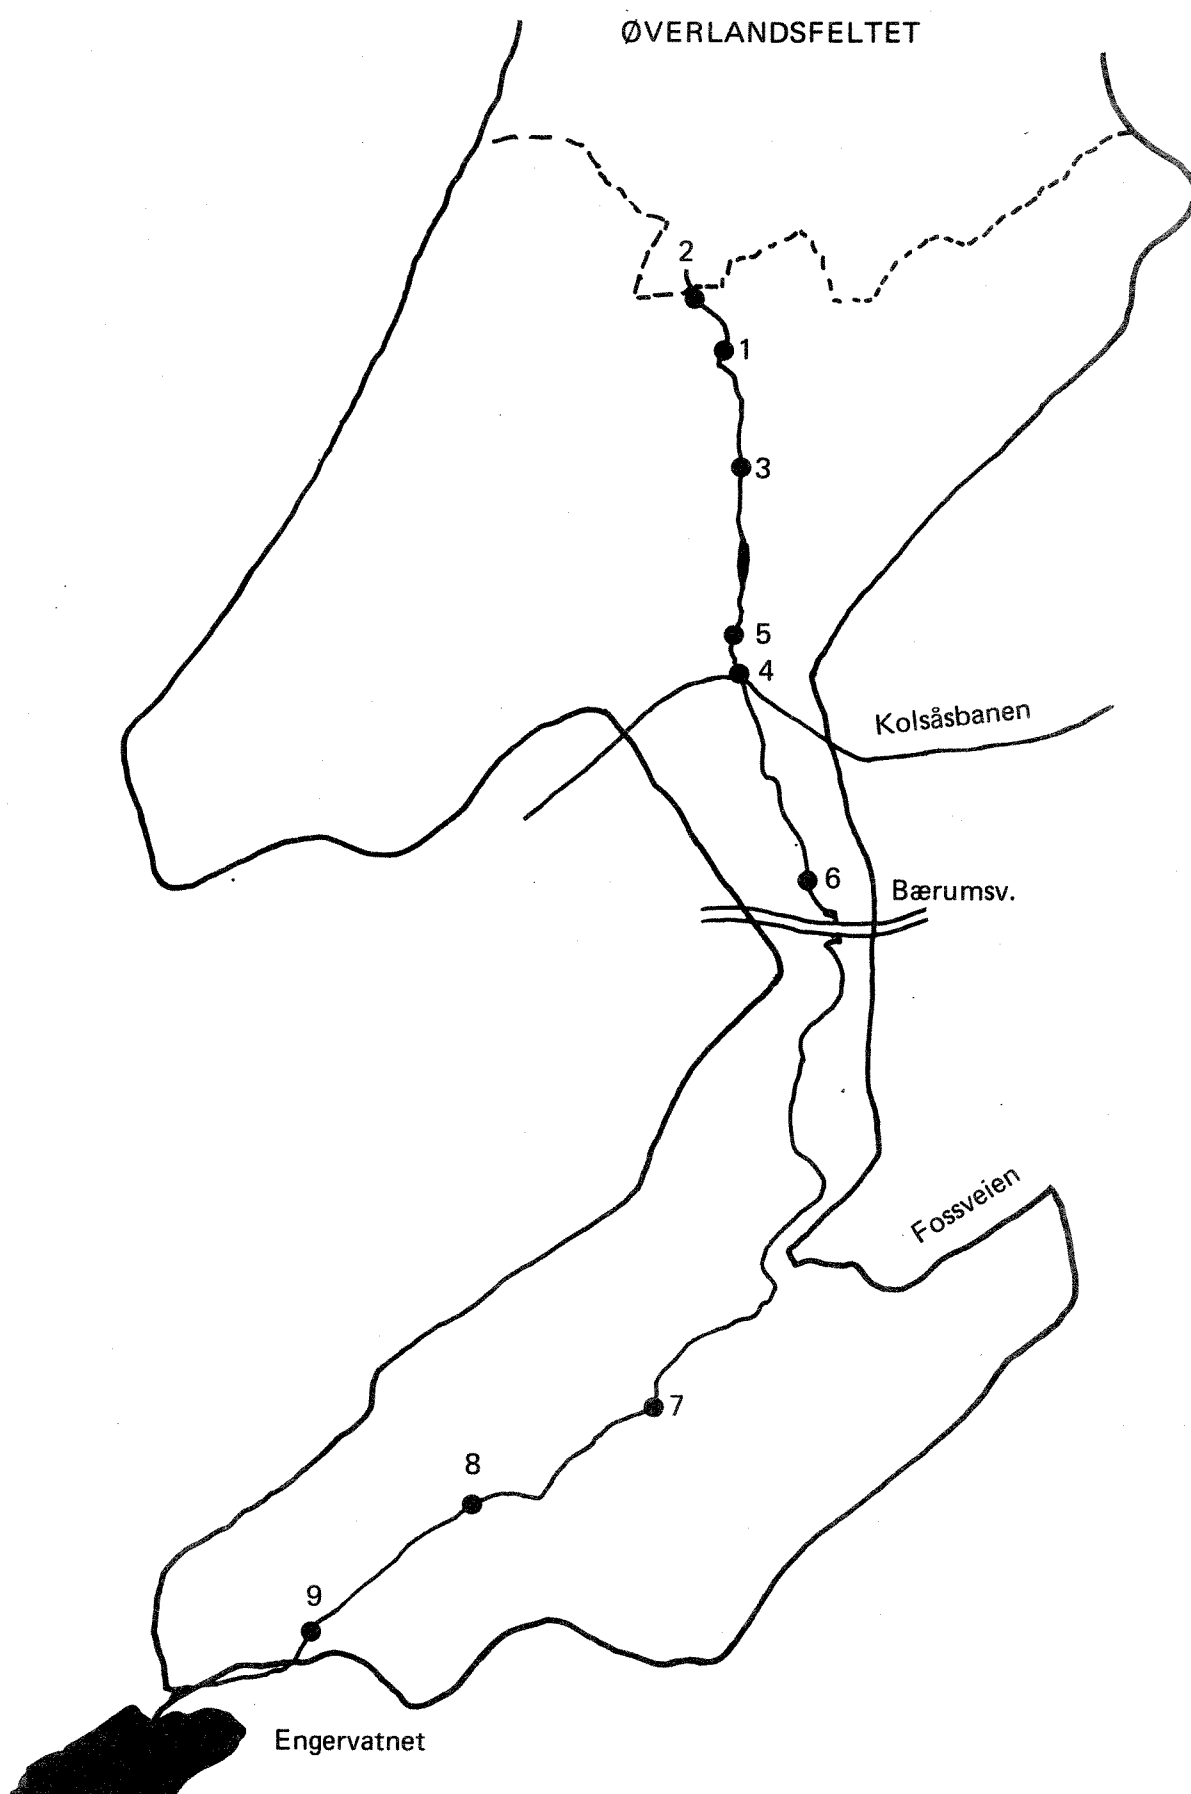 ØVERLANDSFELTET
2
1
3
5
4
Kolsåsbanen
6
Bærumsv.
Fossveien
7
8
9
Engervatnet